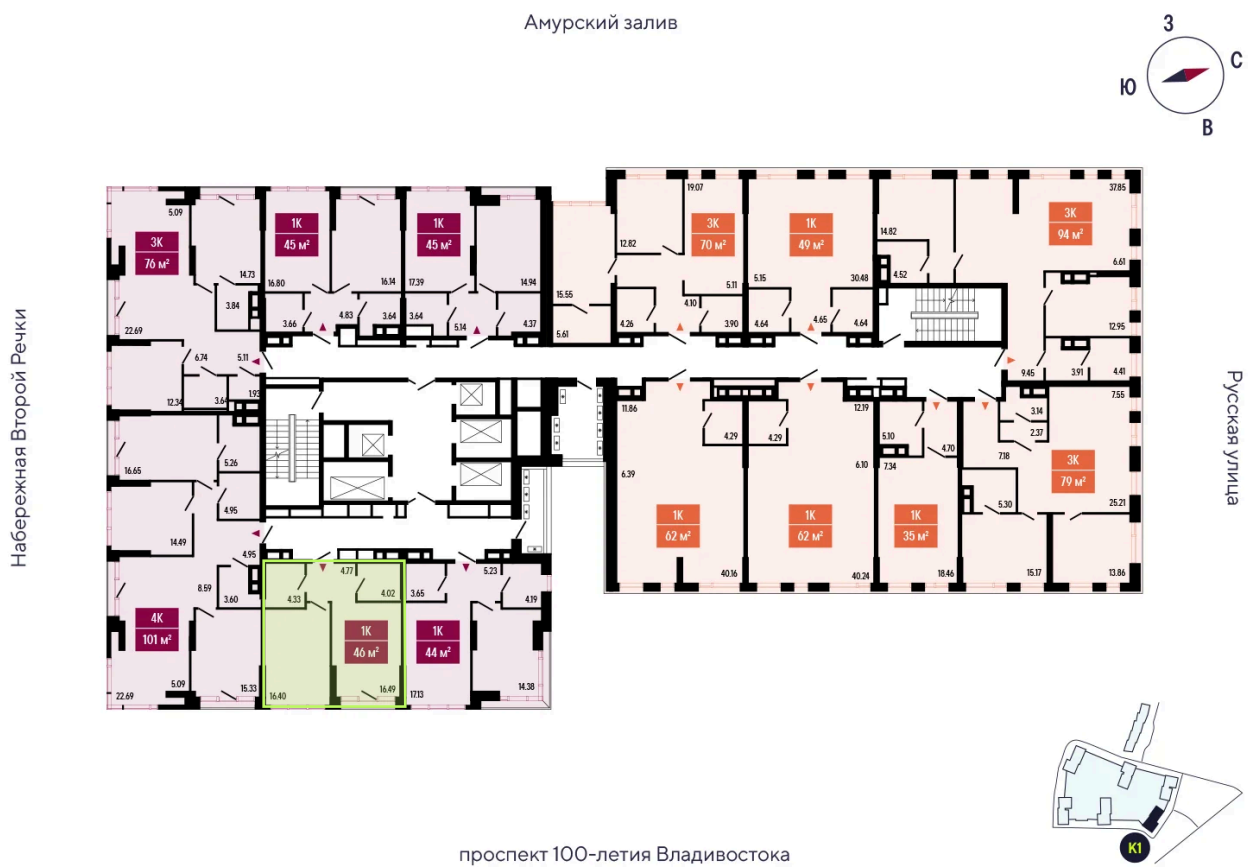 Амурский залив
З
С
Ю
В
Набережная Второй Речки
Русская улица
5.09
3К
76 м²
14.73
3.84
22.69
6.74
5.11
12.34
3.64
1.93
1К
45 м²
16.80
16.14
3.66
4.83
3.64
1К
45 м²
17.39
14.94
3.64
5.14
4.37
15.55
5.61
19.07
3К
70 м²
12.82
5.11
4.10
4.26
3.90
1К
49 м²
5.15
30.48
4.64
4.65
4.64
37.85
3К
94 м²
14.82
4.52
6.61
12.95
9.45
3.91
4.41
16.65
5.26
4.95
14.49
4.95
8.59
3.60
4К
101 м²
5.09
22.69
15.33
4.77
4.33
4.02
1К
46 м²
16.40
16.49
5.23
3.65
4.19
1К
44 м²
17.13
14.38
11.86
4.29
6.39
1К
62 м²
40.16
12.19
4.29
6.10
1К
62 м²
40.24
5.10
4.70
7.34
1К
35 м²
18.46
7.55
3.14
2.37
7.18
3К
79 м²
5.30
25.21
15.17
13.86
К1
проспект 100-летия Владивостока